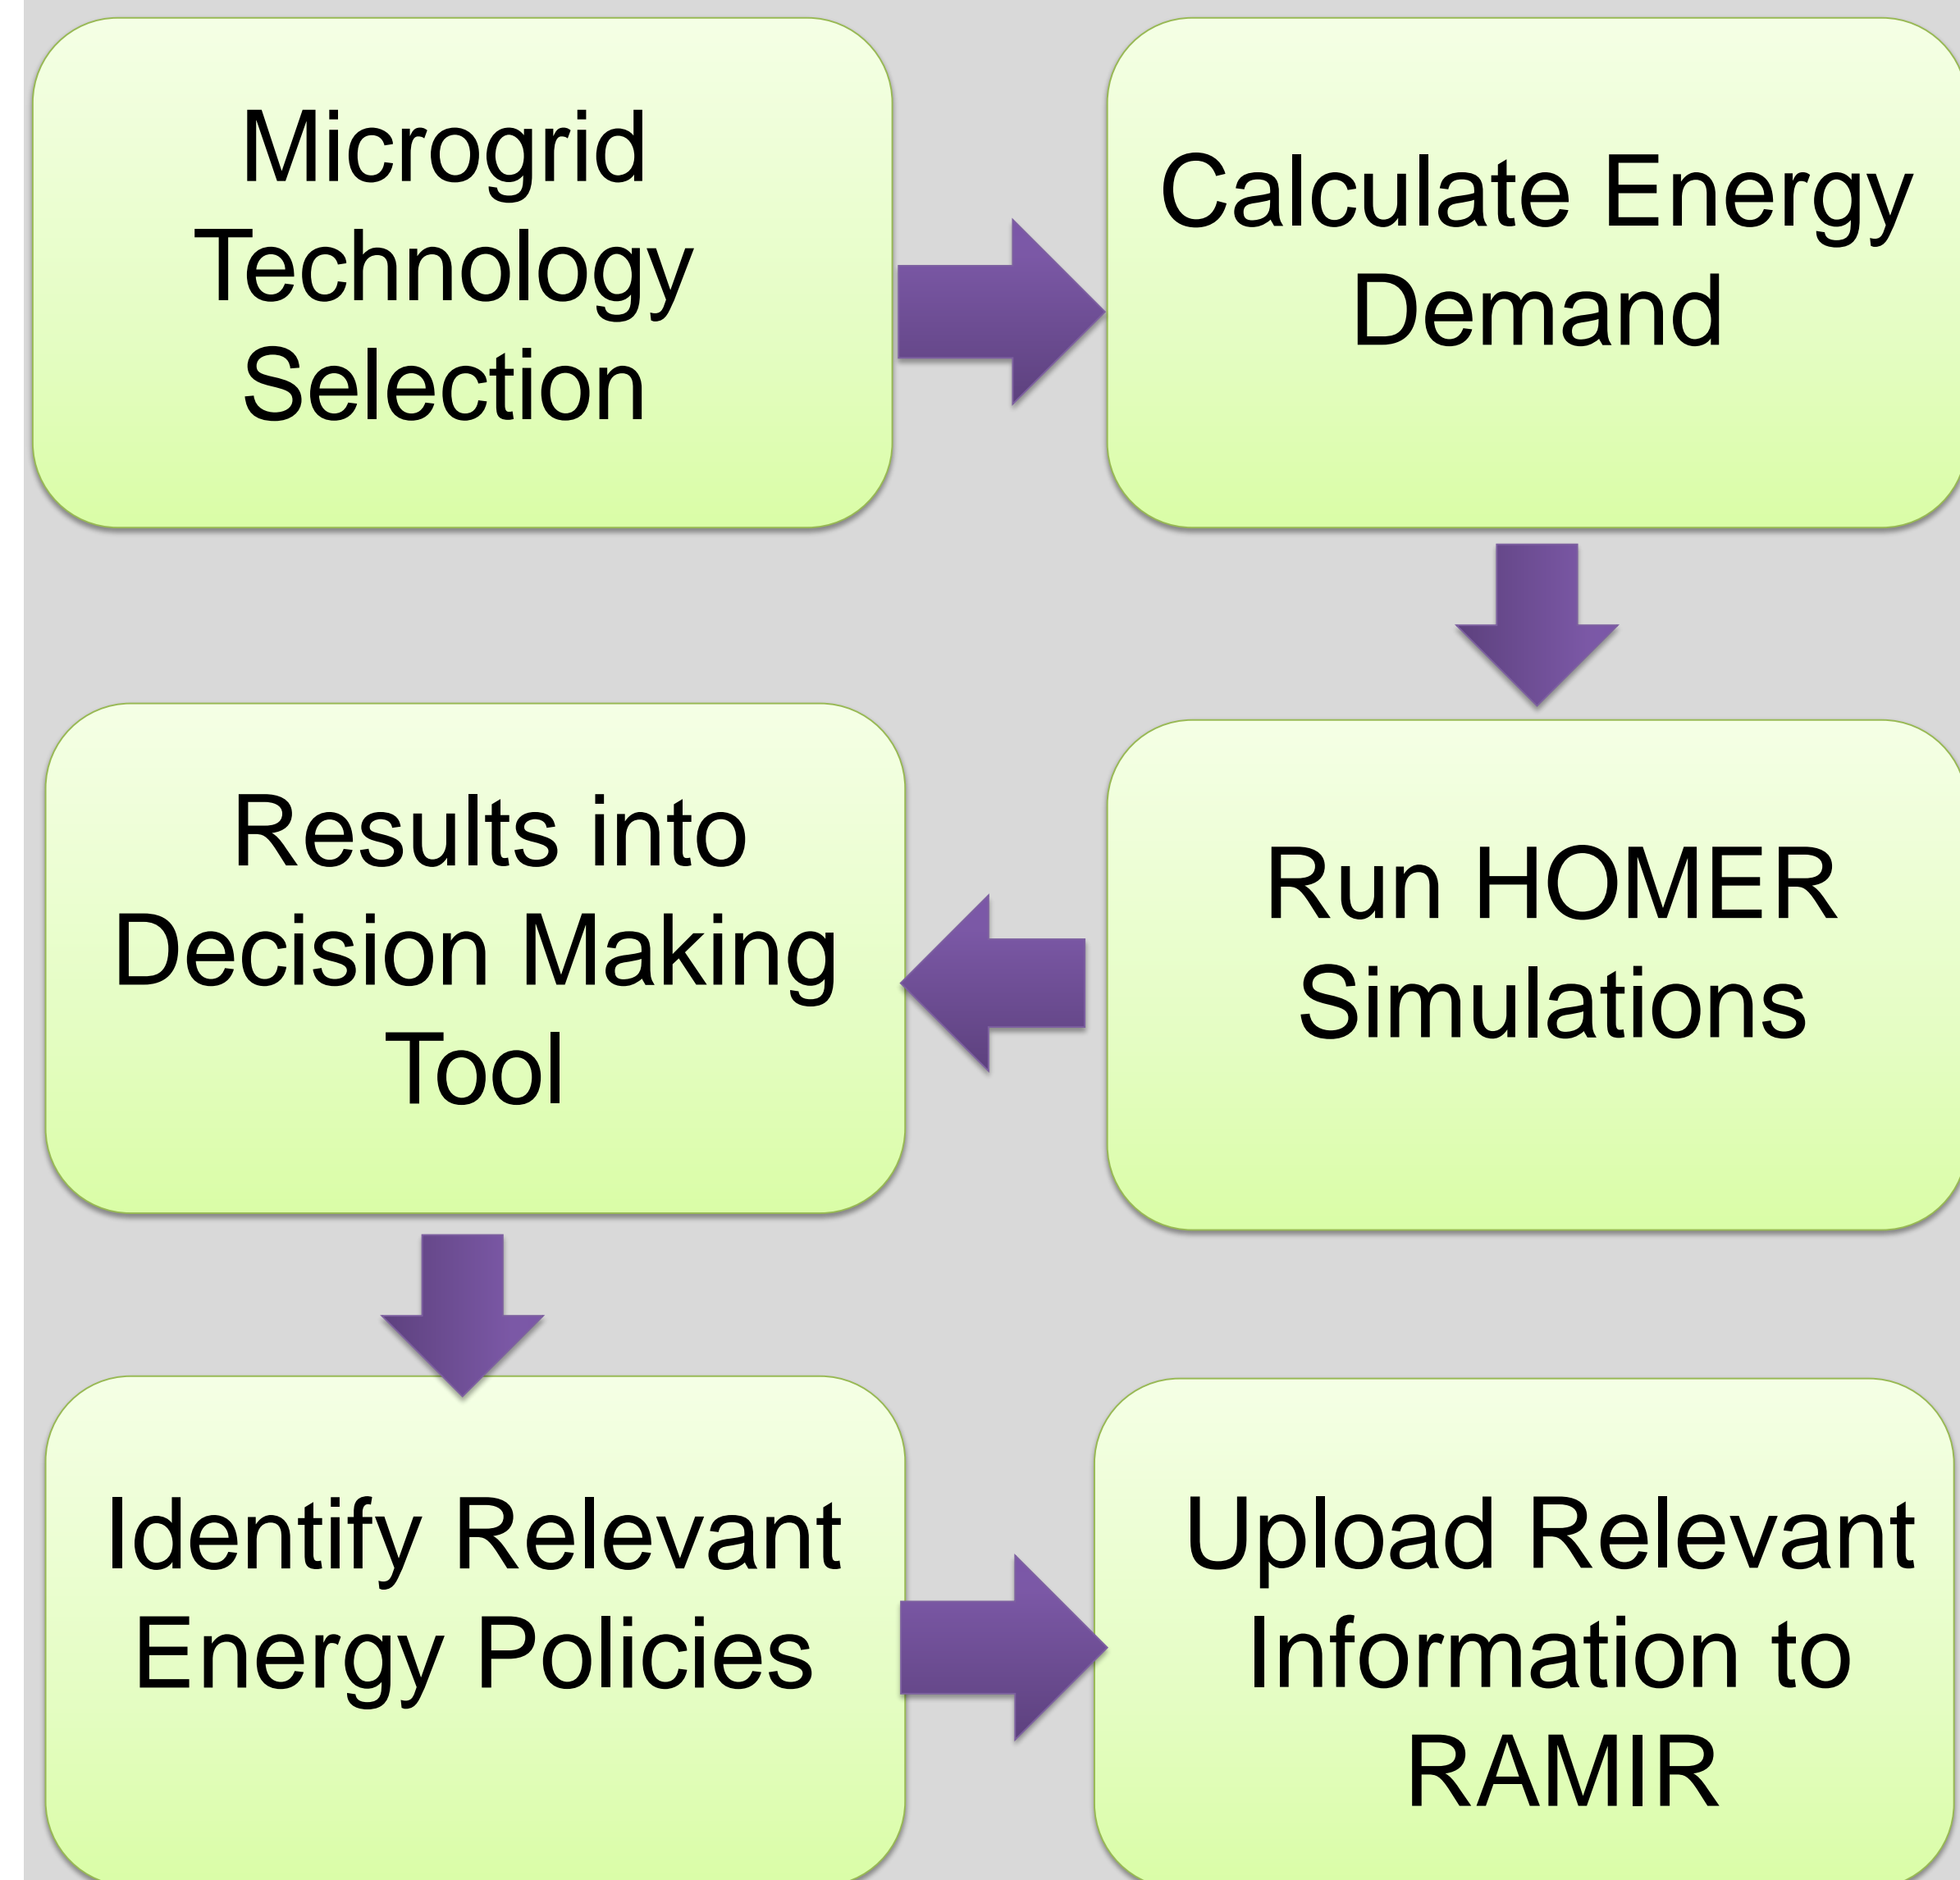 Microgrid
Technology
Selection
Calculate Energy
Demand
Run HOMER
Simulations
Results into
Decision Making
Tool
Identify Relevant
Energy Policies
Upload Relevant
Information to
RAMIR